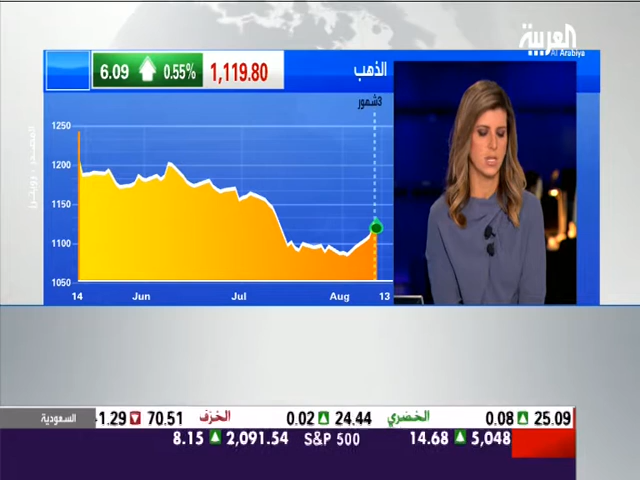 العربية
Al Arabiya
الذهب 1,119.80 0.55% 6.09
3شهور
المصدر: رويترز
1250
1200
1150
1100
1050
14 Jun Jul Aug 13
السعودية 1.29 70.51 الخزف 0.02 24.44 الخضري 0.08 25.09
8.15 2,091.54 S&P 500 14.68 5,048